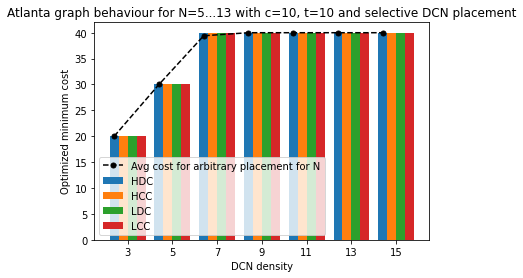 Atlanta graph behaviour for N=5...13 with c=10, t=10 and selective DCN placement
Optimized minimum cost
40
35
30
25
20
15
10
5
0
Avg cost for arbitrary placement for N
HDC
HCC
LDC
LCC
3 5 7 9 11 13 15
DCN density